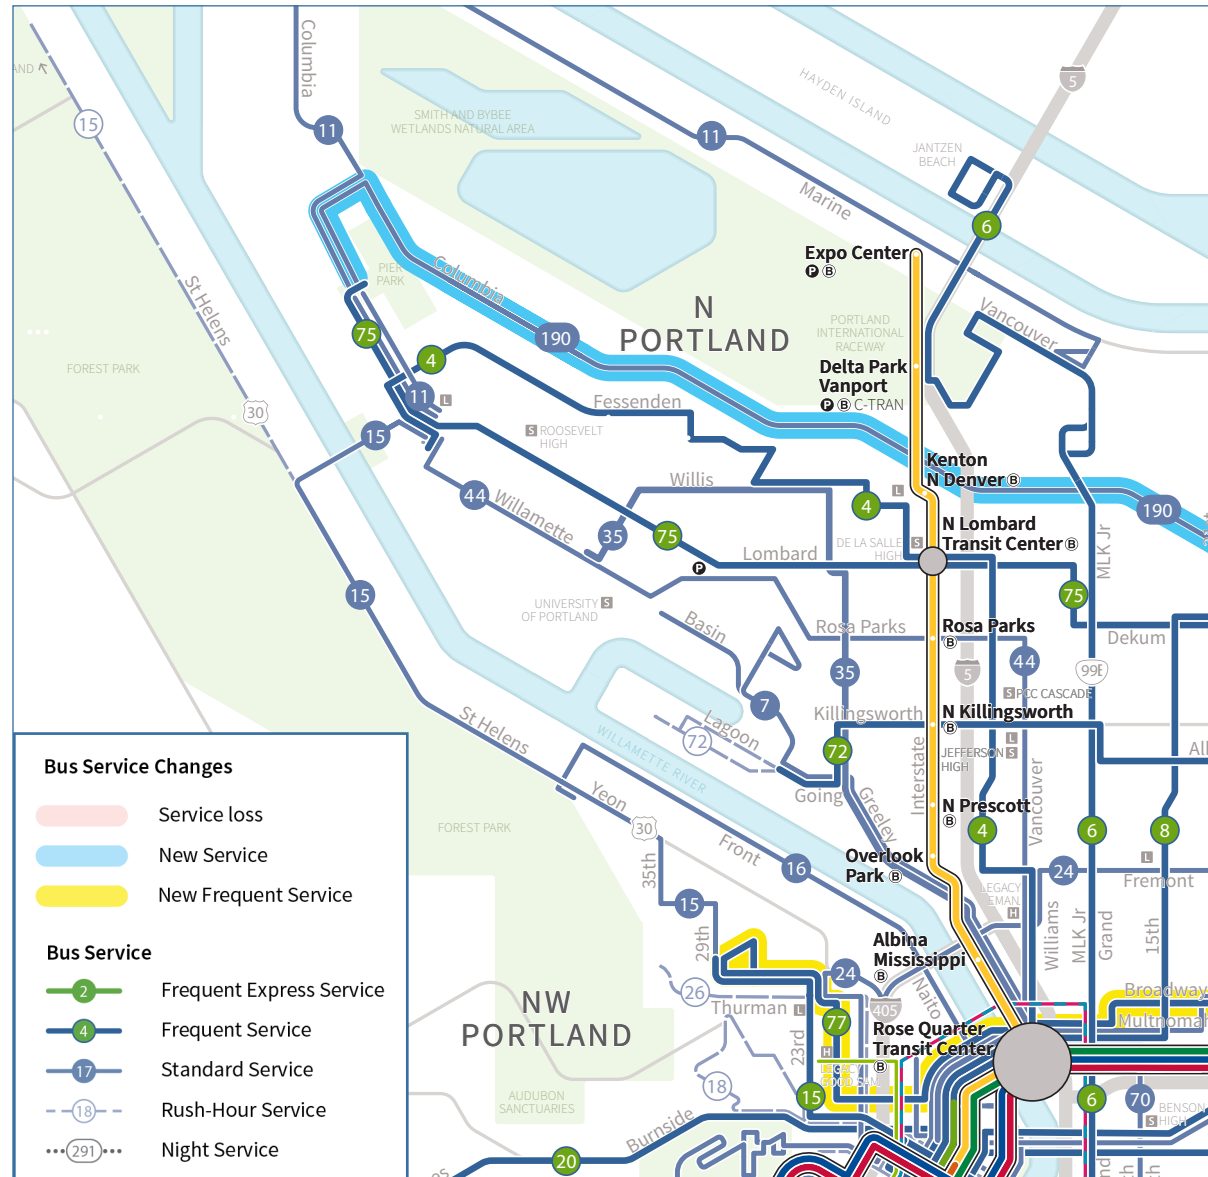 Columbia
AND
15
11
SMITH AND BYBEE
WETLANDS NATURAL AREA
11
HAYDEN ISLAND
5
JANTZEN
BEACH
Marine
6
Expo Center
P B
PIER
PARK
Columbia
N
PORTLAND
PORTLAND
INTERNATIONAL
RACEWAY
Vancouver
St Helens
75
4
190
Delta Park
Vanport
P B C-TRAN
FOREST PARK
30
11
L
Fessenden
15
S ROOSEVELT
HIGH
Kenton
N Denver B
Willis
L
44
Willamette
35
75
4
190
N Lombard
Transit Center B
DE LA SALLE
HIGH
S
Lombard
P
MLK Jr
15
UNIVERSITY
OF PORTLAND
S
75
Basin
Rosa Parks
Rosa Parks
B
Dekum
35
5
44
99E
S PCC CASCADE
7
St Helens
Lagoon
72
Killingsworth
N Killingsworth
B
WILLAMETTE RIVER
72
Interstate
JEFFERSON
HIGH
L
S
Bus Service Changes
Service loss
New Service
New Frequent Service
Yeon
Going
Greeley
N Prescott
B
Vancouver
30
FOREST PARK
4
6
8
Front
16
Overlook
Park B
L
35th
24
Fremont
LEGACY
EMAN.
H
15
29th
Williams
MLK Jr
Grand
15th
Albina
Mississippi
B
Bus Service
2
Frequent Express Service
4
Frequent Service
17
Standard Service
18
Rush-Hour Service
291
Night Service
24
26
Naito
Broadway
NW
PORTLAND
Thurman
L
405
77
Multnomah
Rose Quarter
Transit Center
B
23rd
H
LEGACY
GOOD SAM
18
15
6
70
AUDUBON
SANCTUARIES
BENSON
S HIGH
Burnside
20